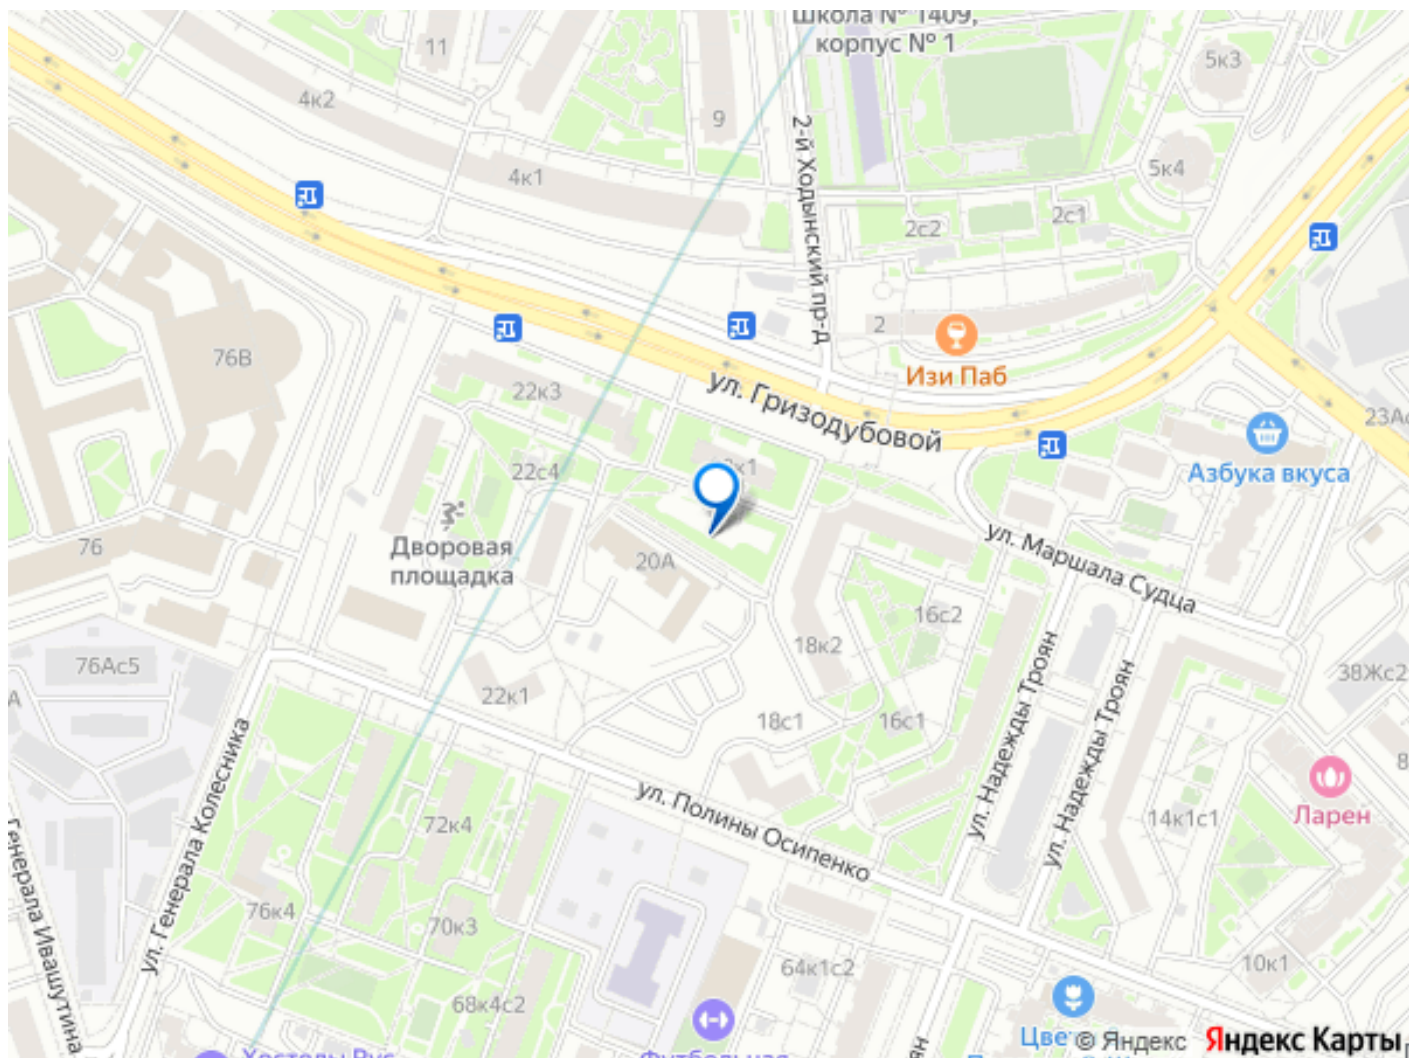 Школа № 1409,
корпус № 1
11
5к3
4к2
9
2-й Ходынский пр-д
4к1
5к4
2с2
2с1
2
76В
Изи Паб
22к3
ул. Гризодубовой
Азбука вкуса
22с4
76
Дворовая
площадка
20А
ул. Маршала Судца
16с2
18к2
76Ас5
38Жс2
22к1
18с1
16с1
ул. Надежды Троян
ул. Надежды Троян
ул. Генерала Колесника
ул. Полины Осипенко
72к4
14к1с1
Ларен
76к4
70к3
64к1с2
10к1
68к4с2
Генерала Ивашутина
Троян
© Яндекс
Яндекс Карты
Футбольная